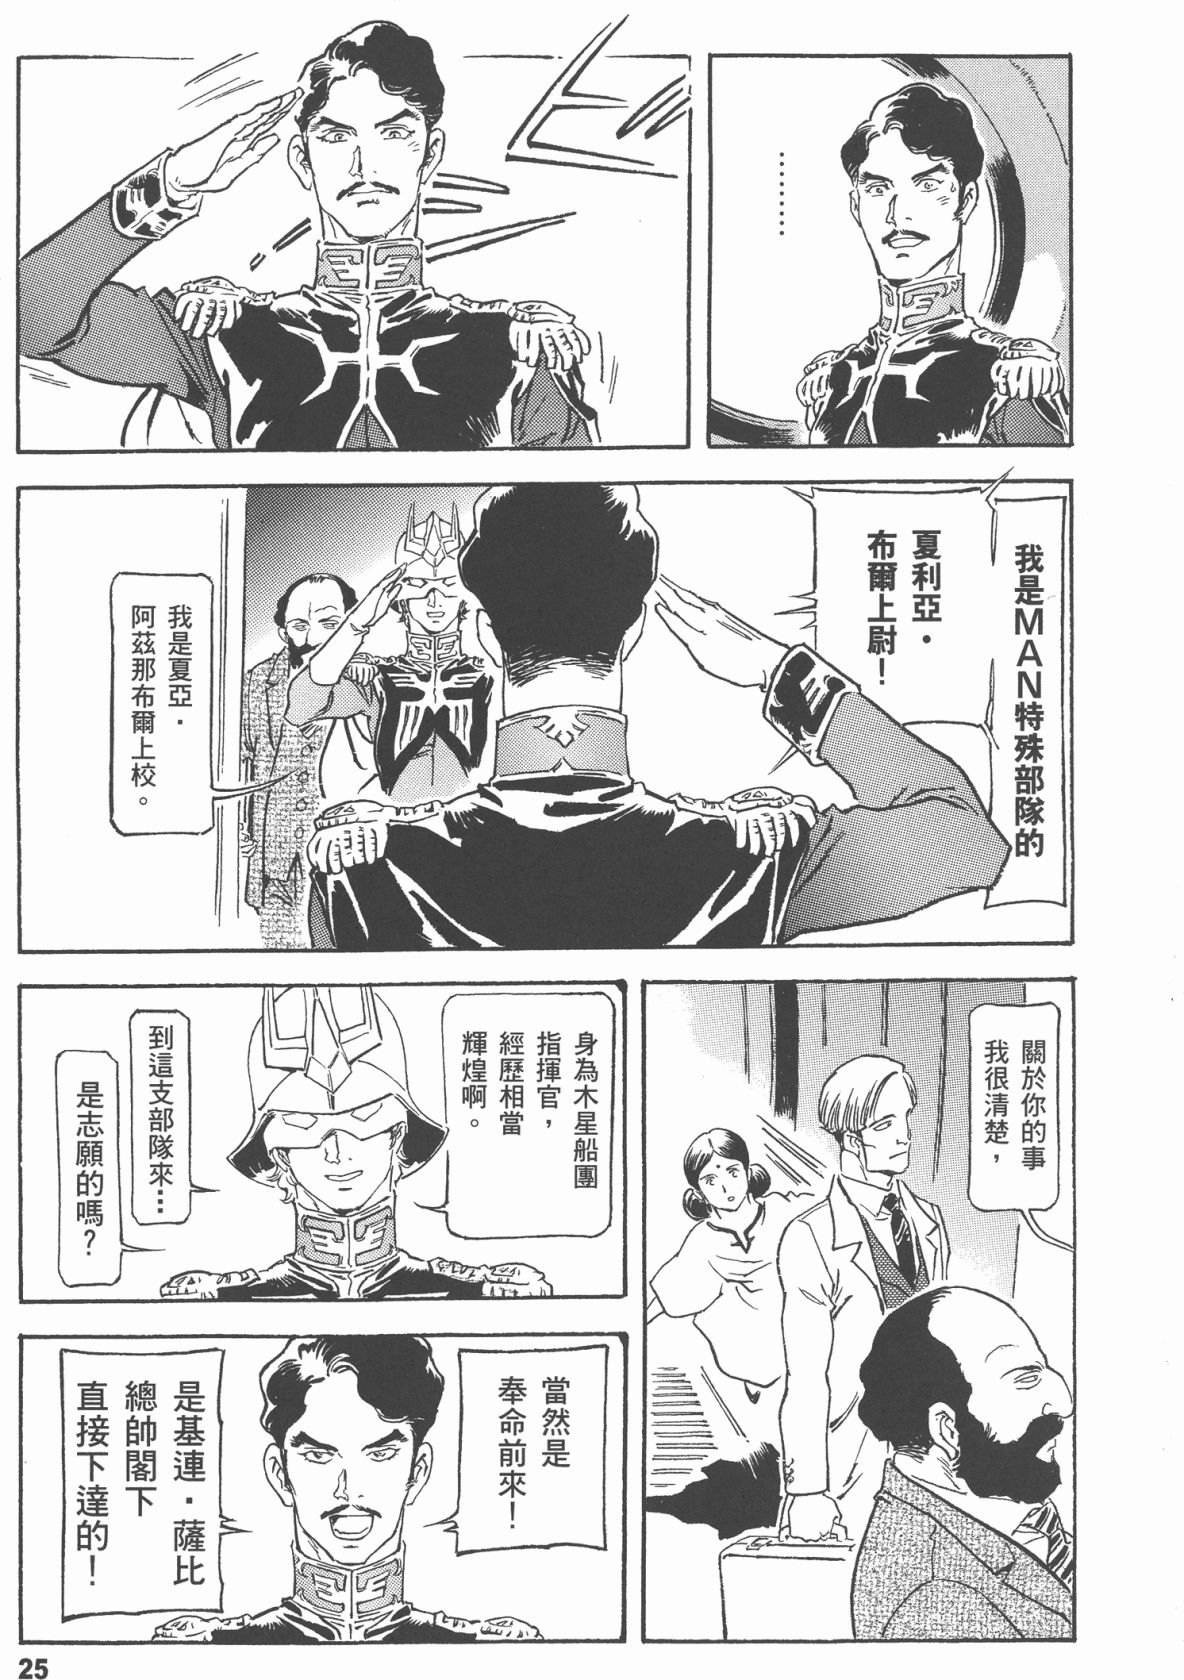 ………
我是MAN特殊部隊的
夏利亞・
布爾上尉！
我是夏亞・
阿茲那布爾上校。
關於你的事
我很清楚，
身為木星船團
指揮官，
經歷相當
輝煌啊。
到這支部隊來…
是志願的嗎？
當然是
奉命前來！
是基連・薩比
總帥閣下
直接下達的！
25